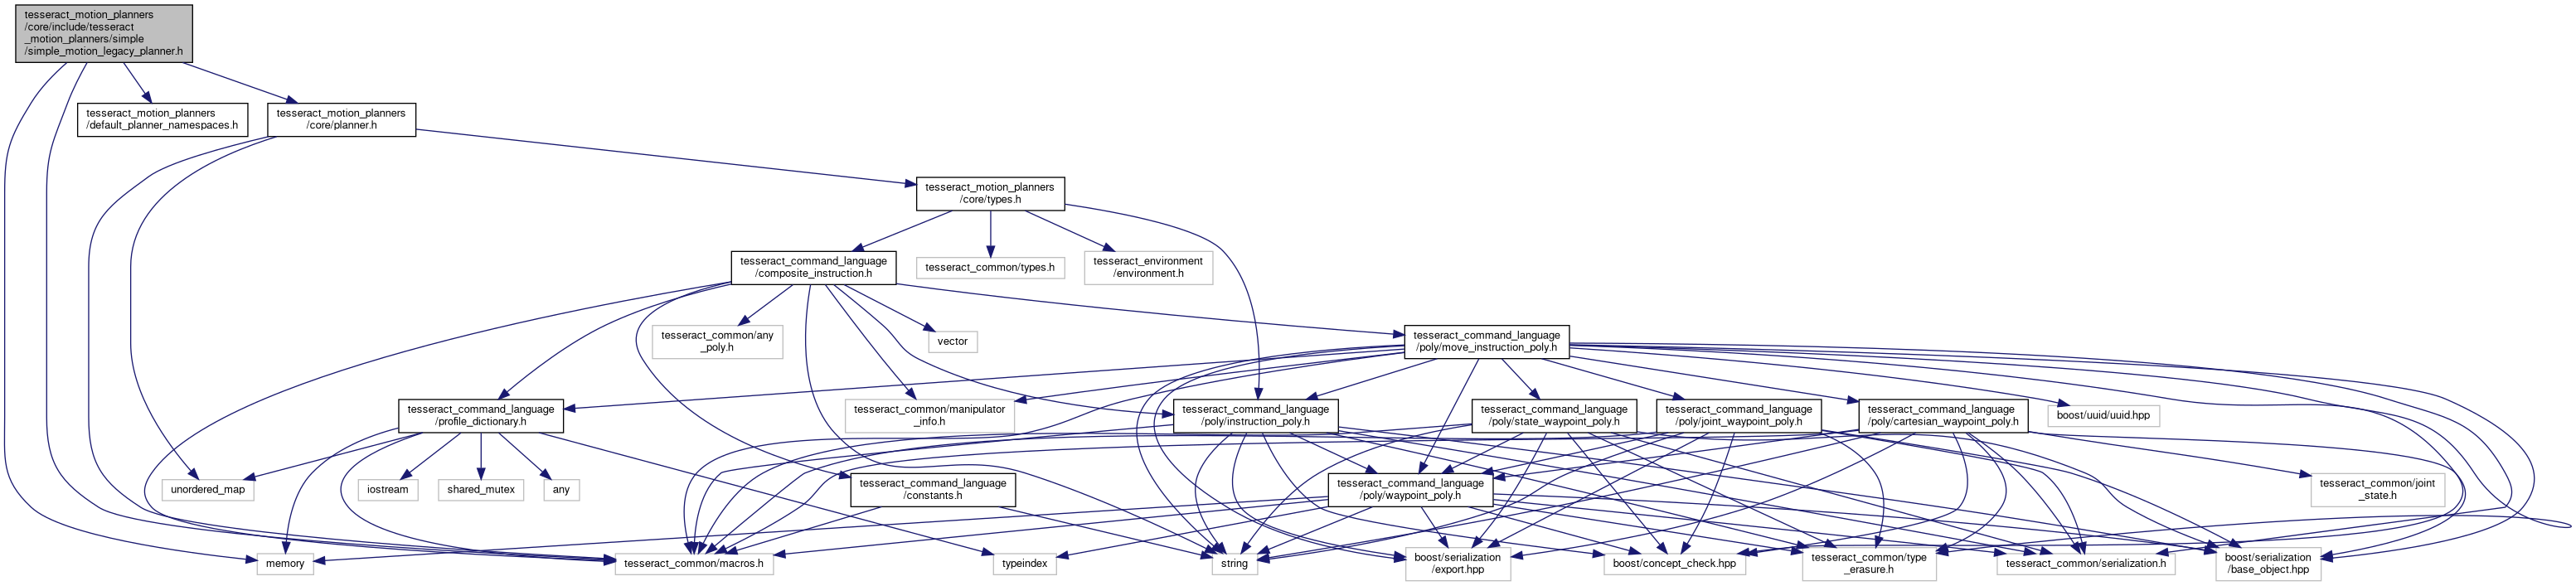 tesseract_motion_planners
/core/include/tesseract
_motion_planners/simple
/simple_motion_legacy_planner.h
tesseract_motion_planners
/default_planner_namespaces.h
tesseract_motion_planners
/core/planner.h
tesseract_motion_planners
/core/types.h
tesseract_command_language
/composite_instruction.h
tesseract_common/types.h
tesseract_environment
/environment.h
tesseract_common/any
_poly.h
vector
tesseract_command_language
/poly/move_instruction_poly.h
tesseract_command_language
/profile_dictionary.h
tesseract_common/manipulator
_info.h
tesseract_command_language
/poly/instruction_poly.h
tesseract_command_language
/poly/state_waypoint_poly.h
tesseract_command_language
/poly/joint_waypoint_poly.h
tesseract_command_language
/poly/cartesian_waypoint_poly.h
boost/uuid/uuid.hpp
unordered_map
iostream
shared_mutex
any
tesseract_command_language
/constants.h
tesseract_command_language
/poly/waypoint_poly.h
tesseract_common/joint
_state.h
memory
tesseract_common/macros.h
typeindex
string
boost/serialization
/export.hpp
boost/concept_check.hpp
tesseract_common/type
_erasure.h
tesseract_common/serialization.h
boost/serialization
/base_object.hpp